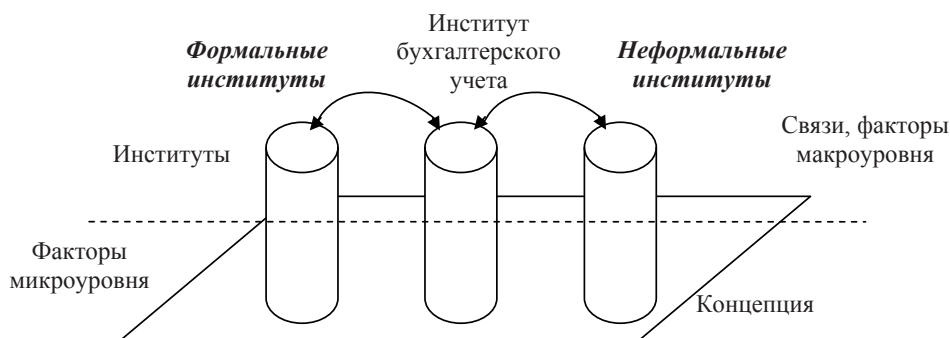 Формальные
институты
Институт
бухгалтерского
учета
Неформальные
институты
Институты
Связи, факторы
макроуровня
Факторы
микроуровня
Концепция